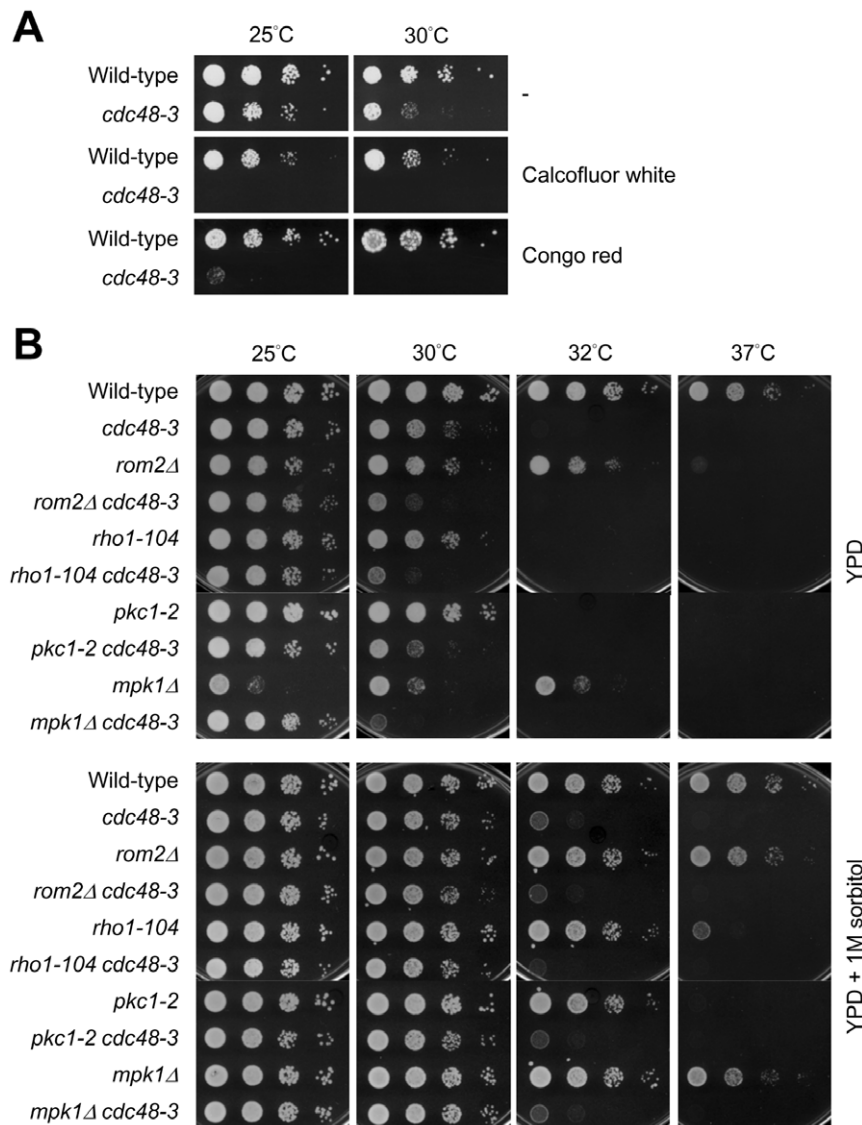 A
25°C 30°C
Wild-type
cdc48-3
-
Wild-type
cdc48-3
Calcofluor white
Wild-type
cdc48-3
Congo red
B
25°C 30°C 32°C 37°C
Wild-type
cdc48-3
rom2Δ
rom2Δ cdc48-3
rho1-104
rho1-104 cdc48-3
pkc1-2
pkc1-2 cdc48-3
mpk1Δ
mpk1Δ cdc48-3
YPD
Wild-type
cdc48-3
rom2Δ
rom2Δ cdc48-3
rho1-104
rho1-104 cdc48-3
pkc1-2
pkc1-2 cdc48-3
mpk1Δ
mpk1Δ cdc48-3
YPD + 1M sorbitol